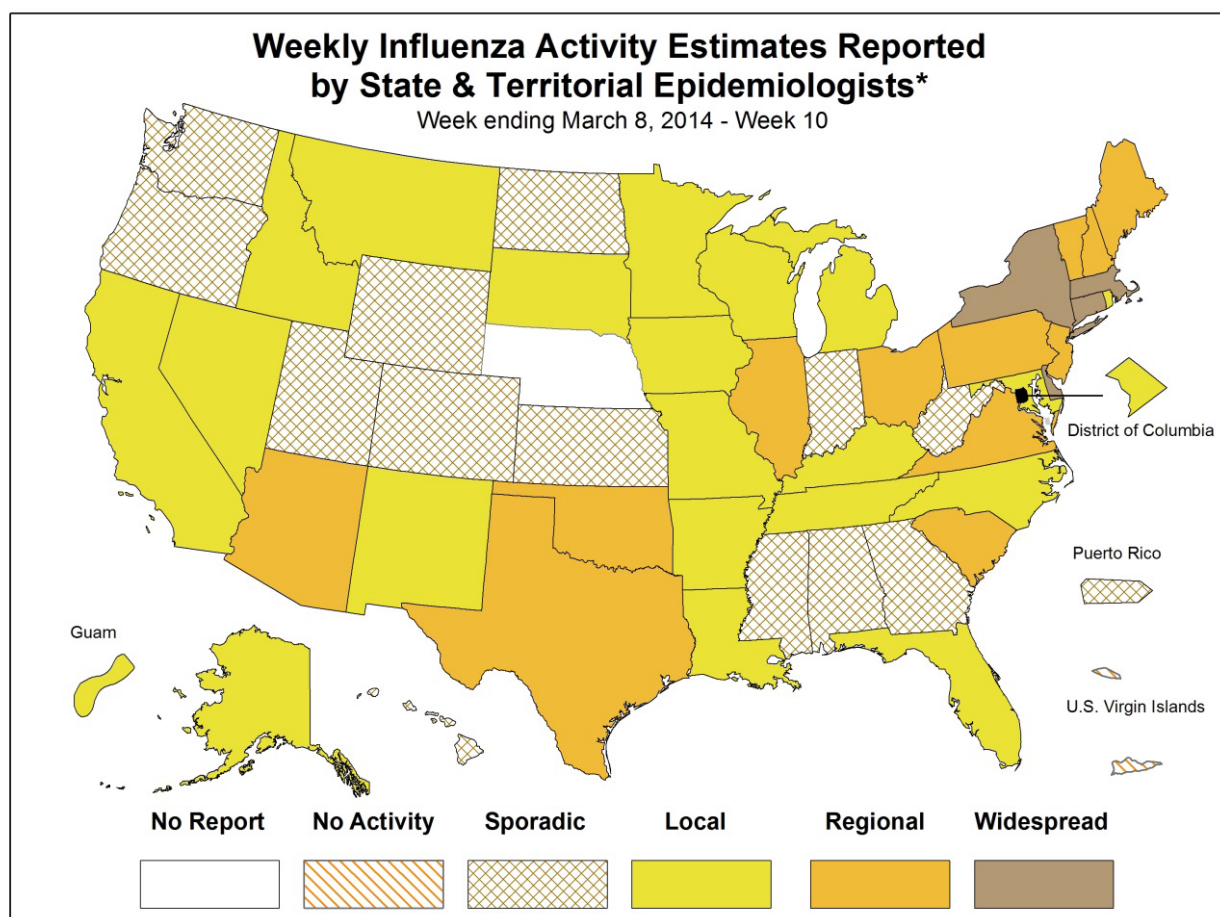 Weekly Influenza Activity Estimates Reported
by State & Territorial Epidemiologists*
Week ending March 8, 2014 - Week 10
District of Columbia
Puerto Rico
Guam
U.S. Virgin Islands
No Report
No Activity
Sporadic
Local
Regional
Widespread